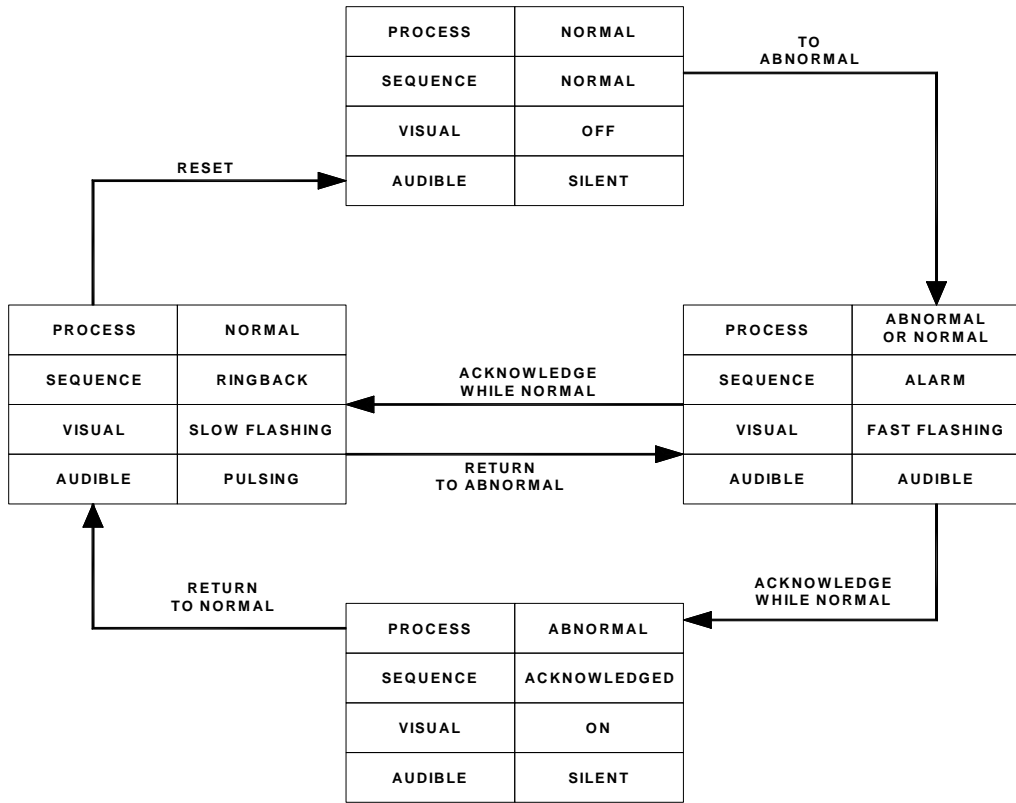 PROCESS NORMAL
SEQUENCE NORMAL
VISUAL OFF
AUDIBLE SILENT
TO
ABNORMAL
RESET
PROCESS NORMAL
SEQUENCE RINGBACK
VISUAL SLOW FLASHING
AUDIBLE PULSING
ACKNOWLEDGE
WHILE NORMAL
RETURN
TO ABNORMAL
PROCESS ABNORMAL
OR NORMAL
SEQUENCE ALARM
VISUAL FAST FLASHING
AUDIBLE AUDIBLE
RETURN
TO NORMAL
ACKNOWLEDGE
WHILE NORMAL
PROCESS ABNORMAL
SEQUENCE ACKNOWLEDGED
VISUAL ON
AUDIBLE SILENT